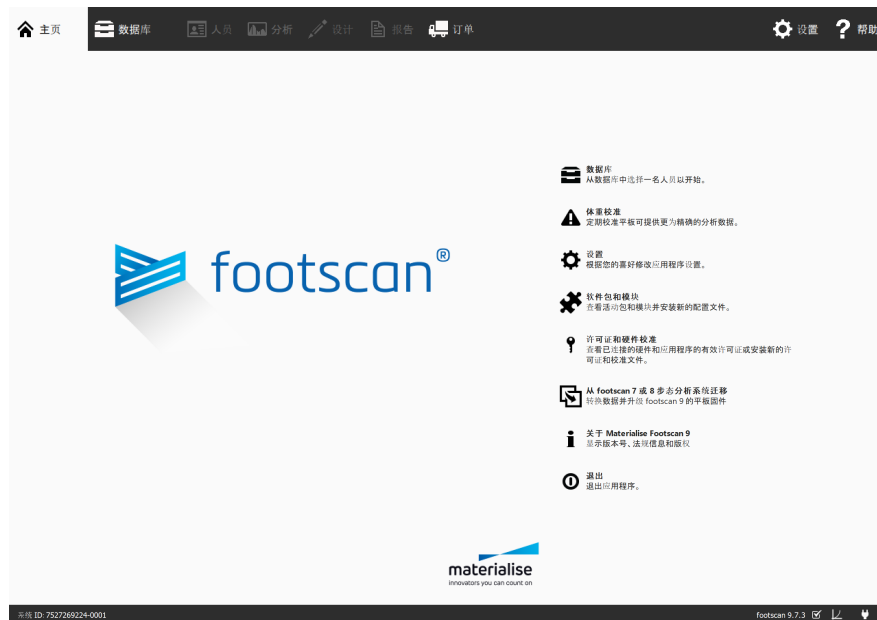 主页
数据库
人员
分析
设计
报告
订单
设置
帮助
数据库
从数据库中选择一名人员以开始。
体重校准
定期校准平板可提供更为精确的分析数据。
设置
根据您的喜好修改应用程序设置。
软件包和模块
查看活动包和模块并安装新的配置文件。
许可证和硬件校准
查看已连接的硬件和应用程序的有效许可证或安装新的许
可证和校准文件。
从 footscan 7 或 8 步态分析系统迁移
转换数据并升级 footscan 9 的平板固件
关于 Materialise Footscan 9
显示版本号、法规信息和版权
退出
退出应用程序。
footscan®
materialise
innovators you can count on
系统 ID: 7527269224-0001
footscan 9.7.3